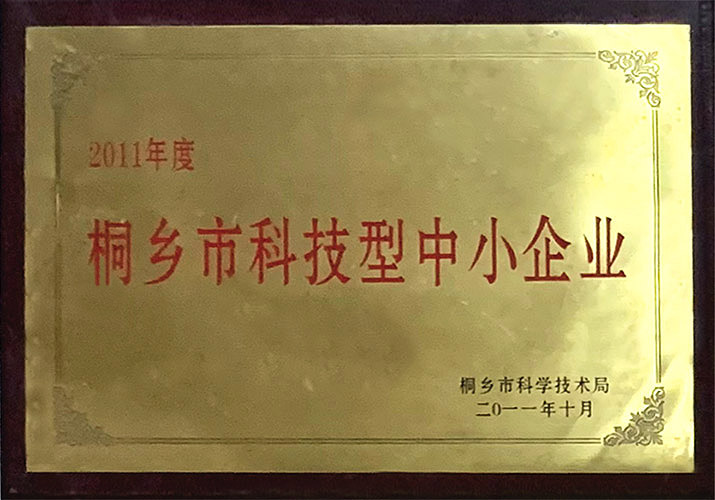 2011年度
桐乡市科技型中小企业
桐乡市科学技术局
二〇一一年十月